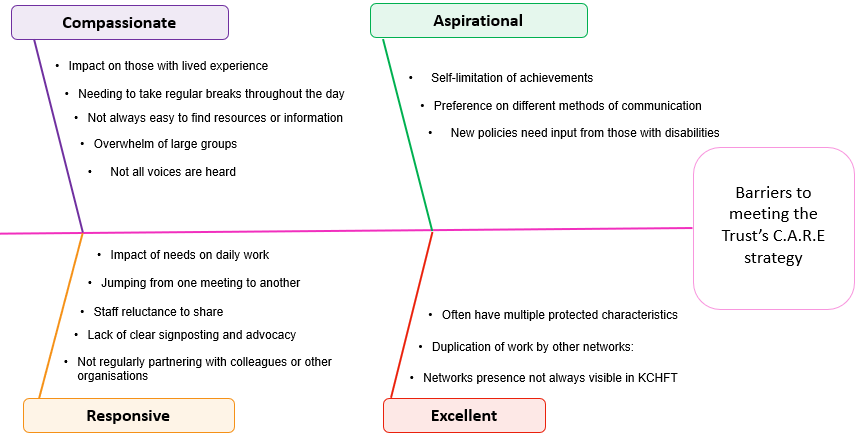 Compassionate
• Impact on those with lived experience
• Needing to take regular breaks throughout the day
• Not always easy to find resources or information
• Overwhelm of large groups
• Not all voices are heard
Aspirational
• Self-limitation of achievements
• Preference on different methods of communication
• New policies need input from those with disabilities
Barriers to
meeting the
Trust’s C.A.R.E
strategy
• Impact of needs on daily work
• Jumping from one meeting to another
• Staff reluctance to share
• Lack of clear signposting and advocacy
• Not regularly partnering with colleagues or other
organisations
Responsive
• Often have multiple protected characteristics
• Duplication of work by other networks:
• Networks presence not always visible in KCHFT
Excellent